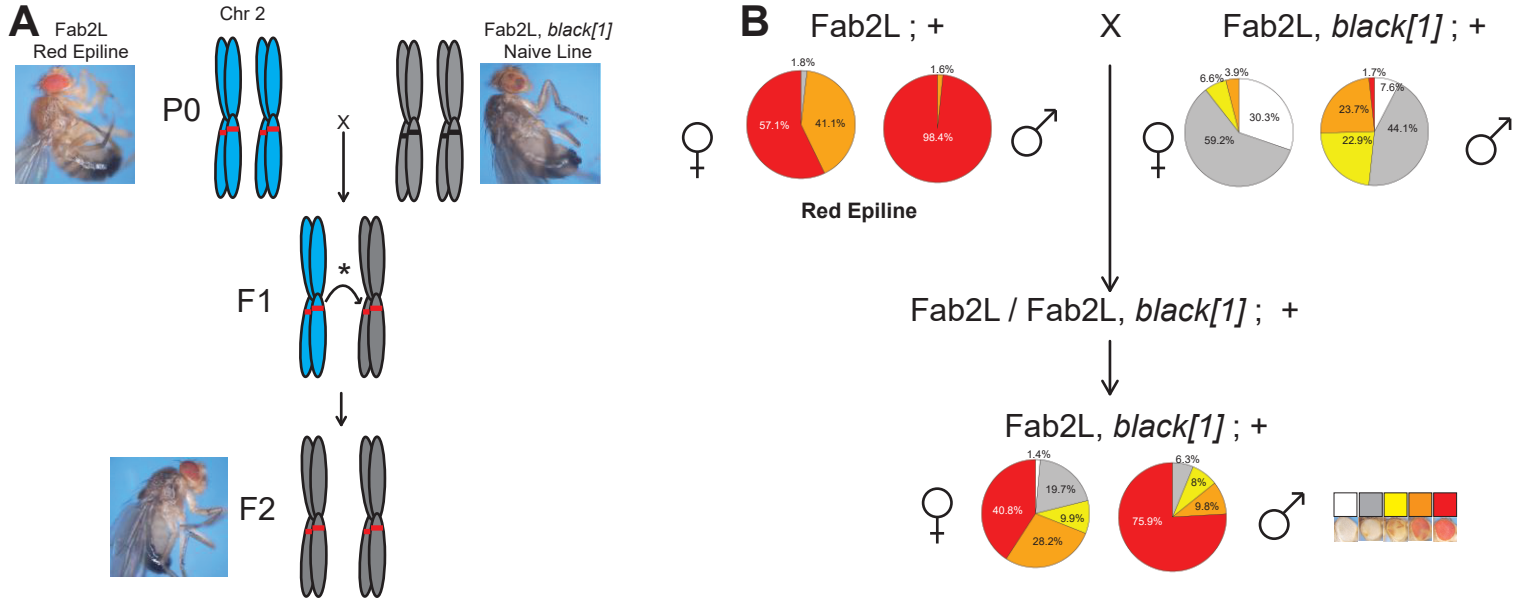 A
Fab2L
Red Epiline
Chr 2
Fab2L, black[1]
Naive Line
P0
X
F1
*
F2
B
Fab2L ; +
X
Fab2L, black[1] ; +
1.8%
57.1%
41.1%
1.6%
98.4%
6.6%
3.9%
30.3%
59.2%
1.7%
7.6%
23.7%
44.1%
22.9%
♀
♂
♀
♂
Red Epiline
Fab2L / Fab2L, black[1] ; +
Fab2L, black[1] ; +
1.4%
19.7%
40.8%
9.9%
28.2%
6.3%
8%
9.8%
75.9%
♀
♂